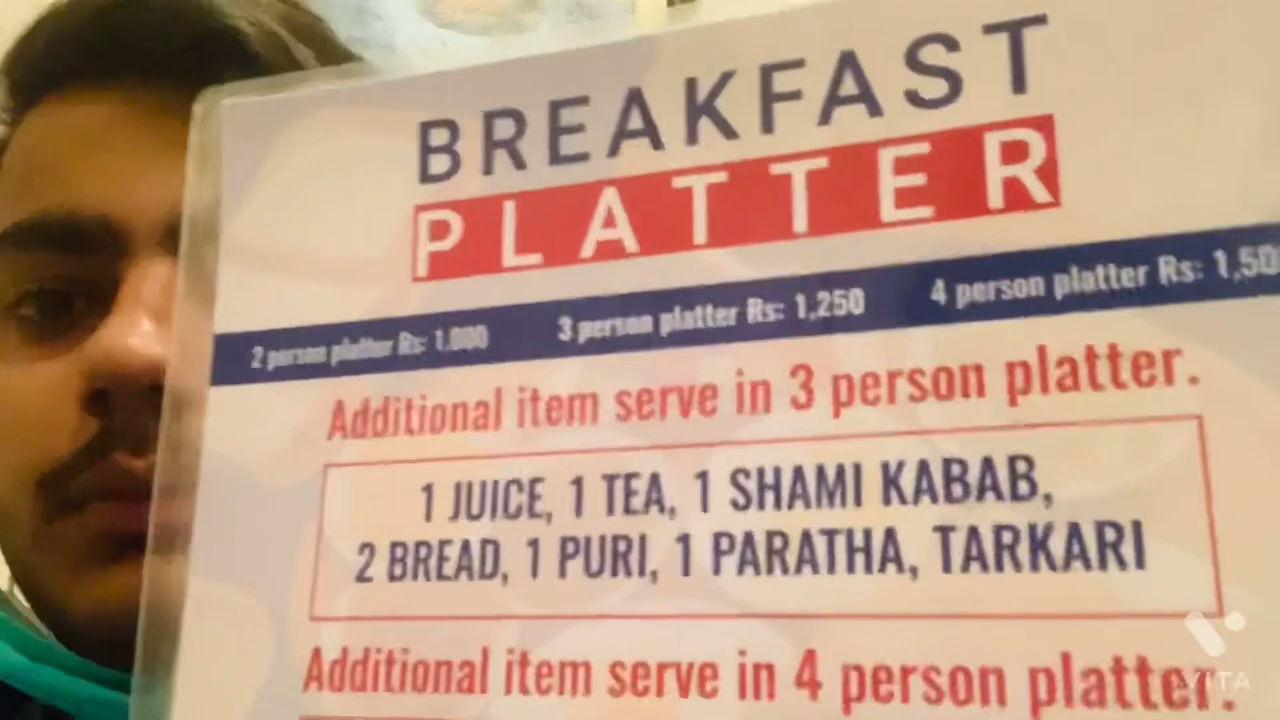 BREAKFAST
PLATTER
2 person platter Rs: 1,000 3 person platter Rs: 1,250 4 person platter Rs: 1,50
Additional item serve in 3 person platter.
1 JUICE, 1 TEA, 1 SHAMI KABAB,
2 BREAD, 1 PURI, 1 PARATHA, TARKARI
Additional item serve in 4 person platter.
VITA